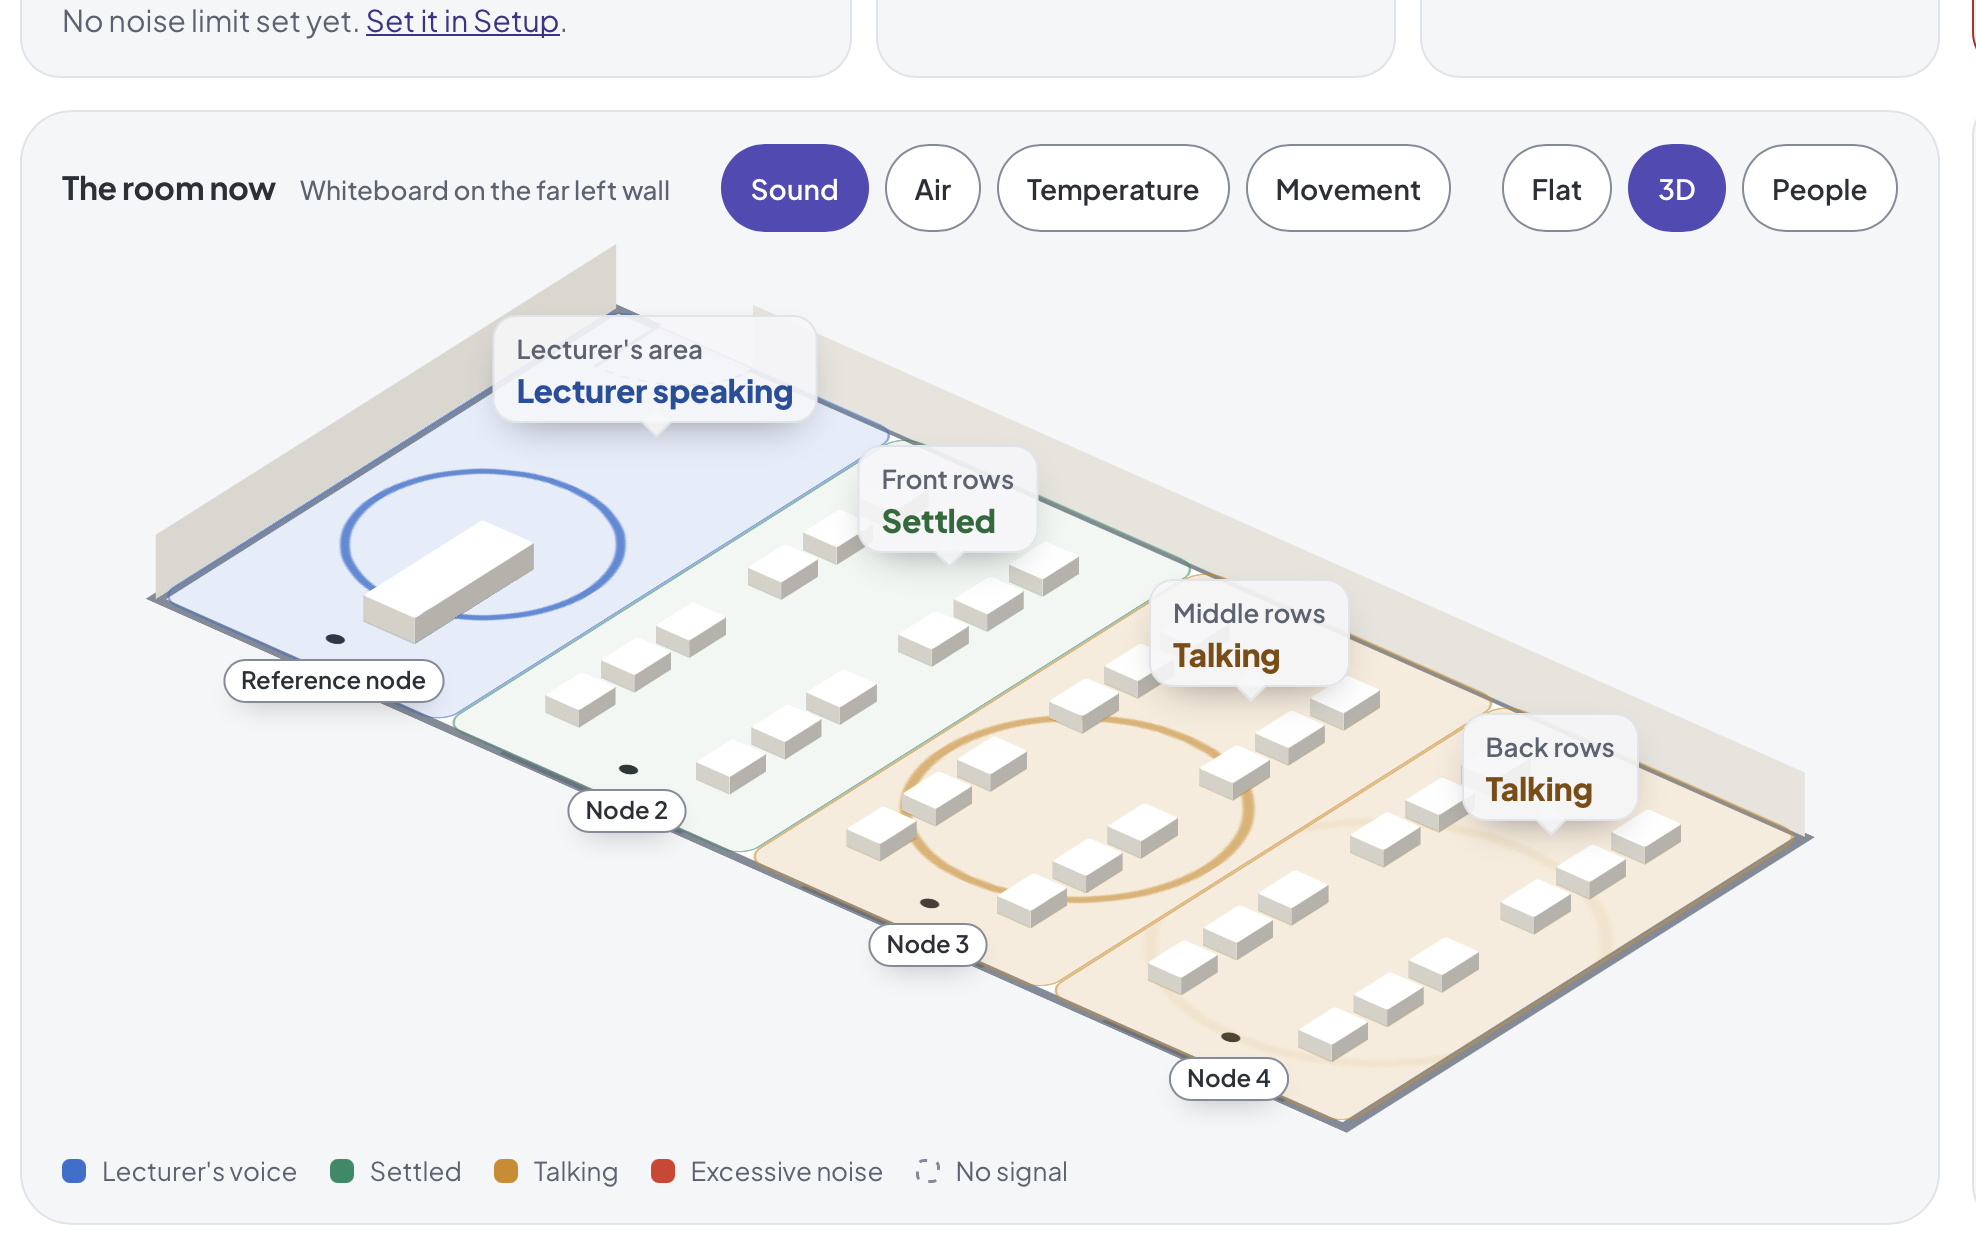 No noise limit set yet. Set it in Setup.
The room now Whiteboard on the far left wall Sound Air Temperature Movement Flat 3D People
Lecturer's area
Lecturer speaking
Front rows
Settled
Middle rows
Talking
Reference node
Back rows
Talking
Node 2
Node 3
Node 4
Lecturer's voice Settled Talking Excessive noise No signal